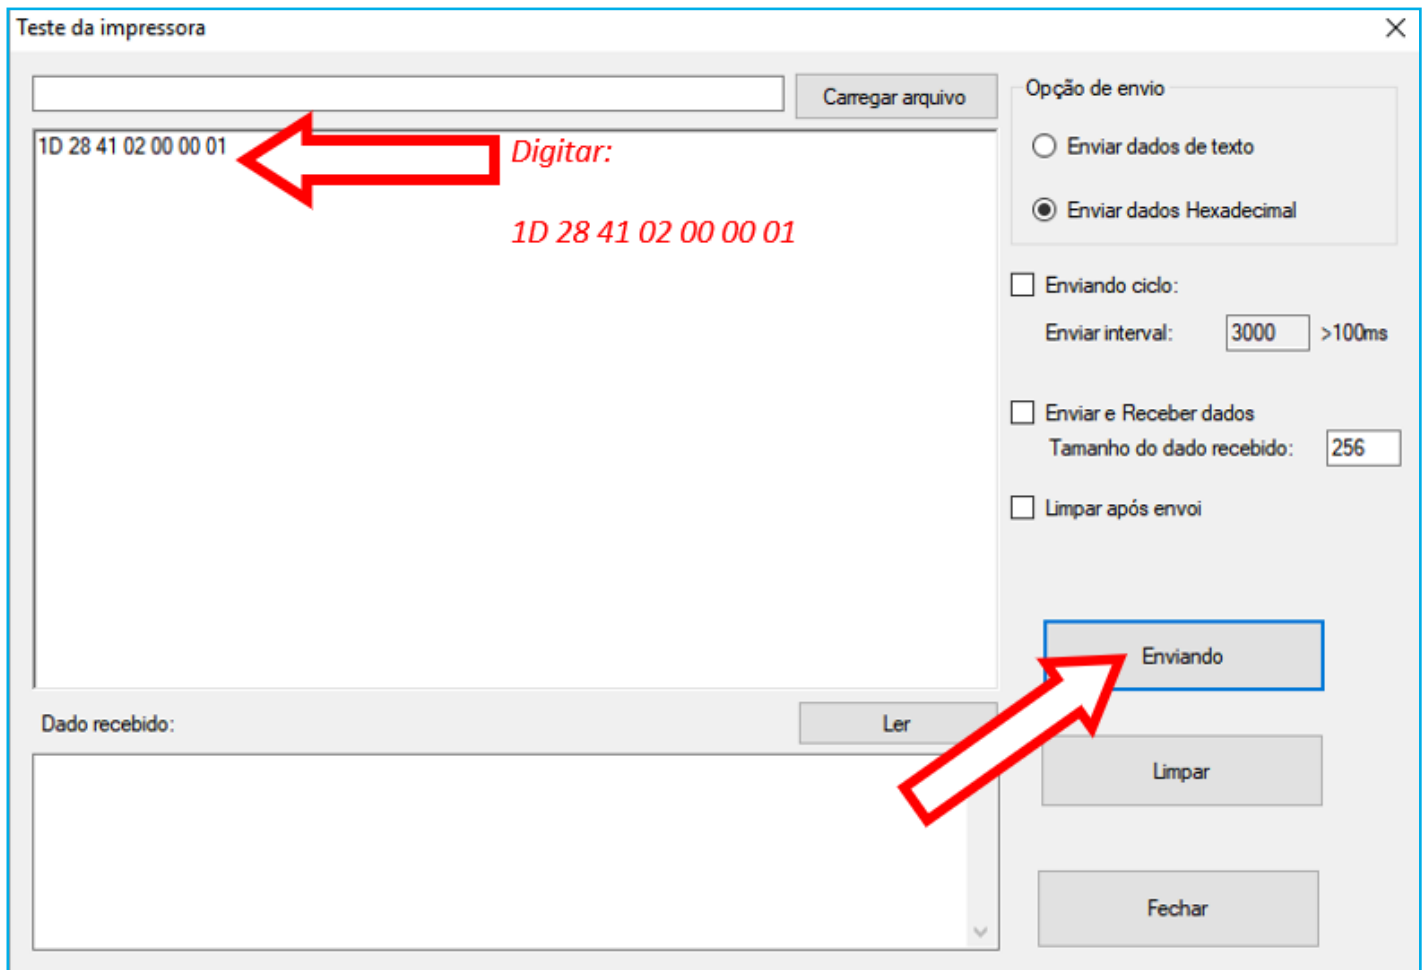 Teste da impressora
Carregar arquivo
1D 28 41 02 00 00 01
Digitar:
1D 28 41 02 00 00 01
Opção de envio
Enviar dados de texto
Enviar dados Hexadecimal
Enviando ciclo:
Enviar interval: 3000 >100ms
Enviar e Receber dados
Tamanho do dado recebido: 256
Limpar após envoi
Enviando
Dado recebido:
Ler
Limpar
Fechar